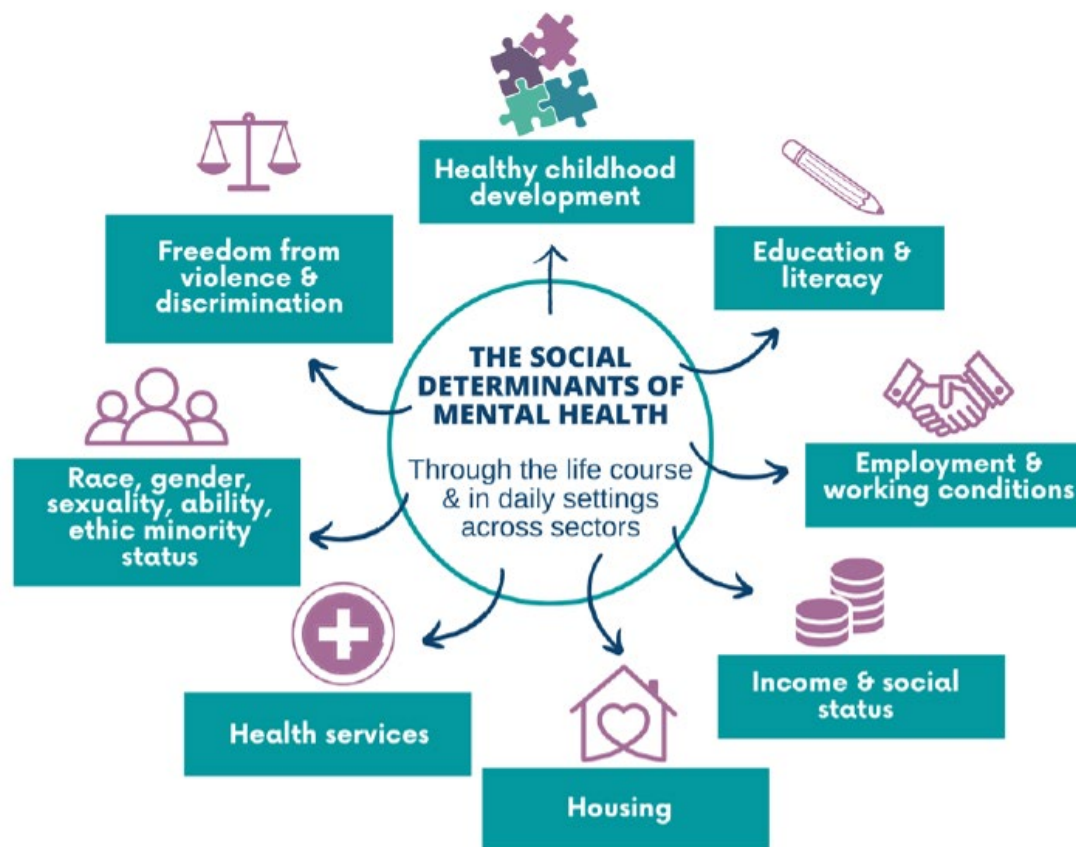 Healthy childhood
development
Education &
literacy
Employment &
working conditions
Income & social
status
Housing
Health services
Race, gender,
sexuality, ability,
ethic minority
status
Freedom from
violence &
discrimination
THE SOCIAL
DETERMINANTS OF
MENTAL HEALTH
Through the life course
& in daily settings
across sectors